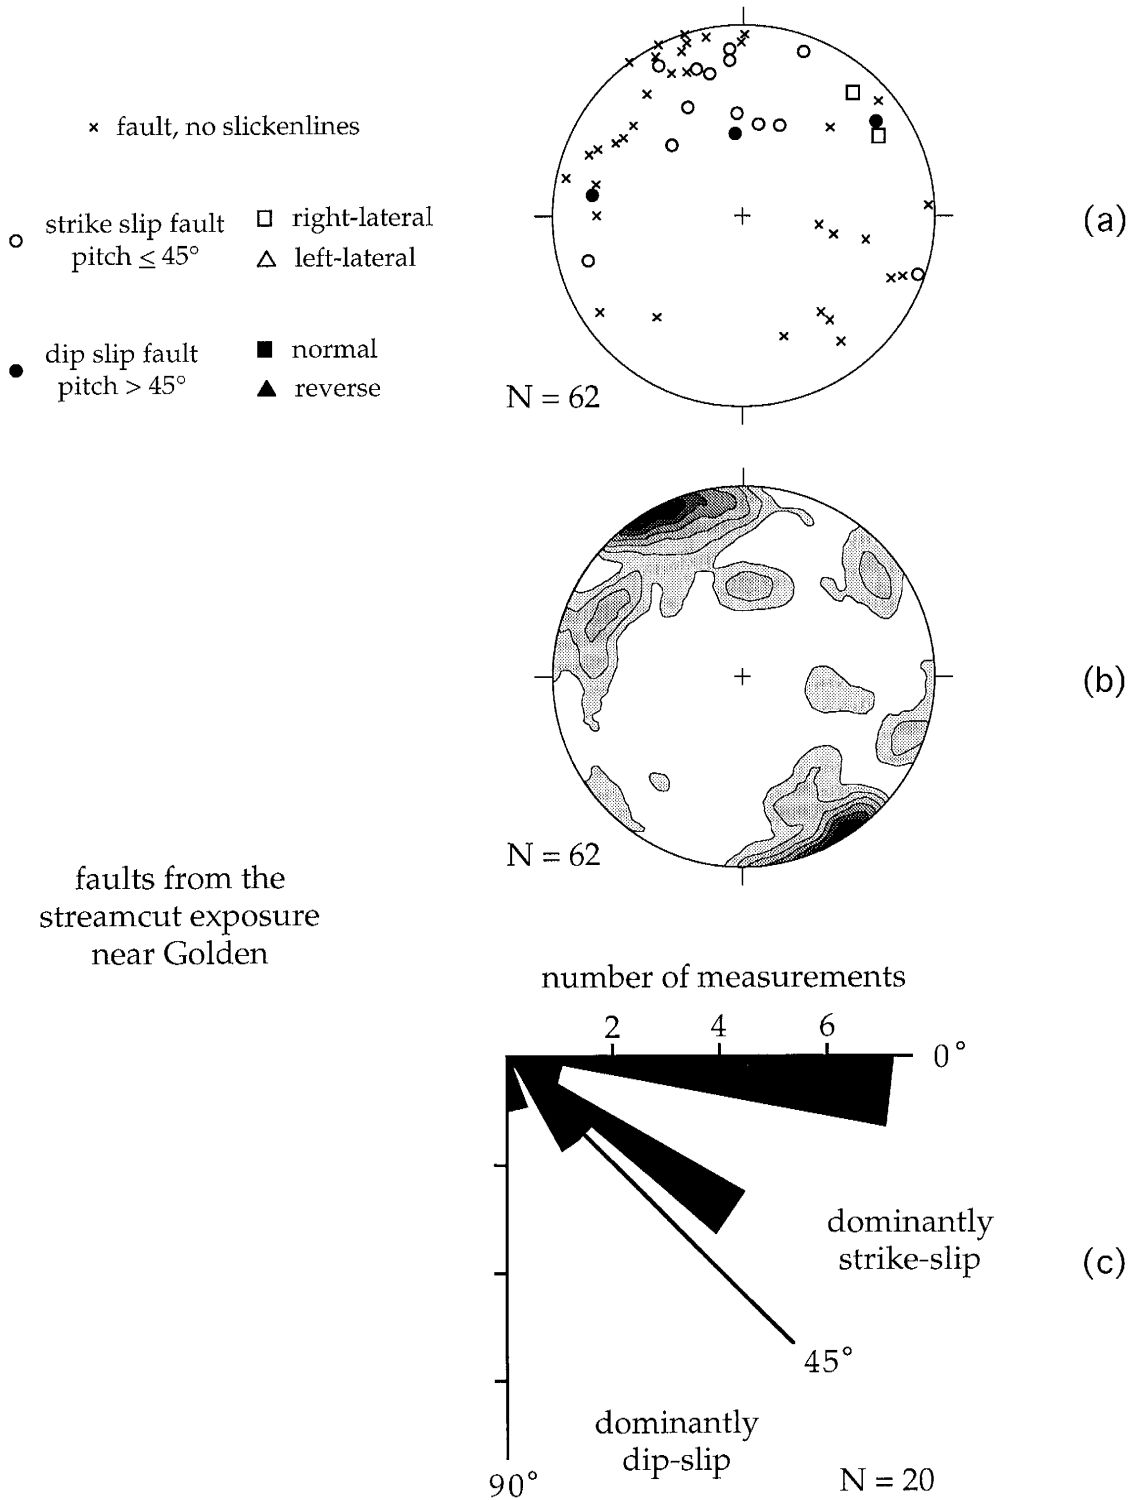 × fault, no slickenlines
strike slip fault
pitch ≤ 45°
right-lateral
left-lateral
dip slip fault
pitch > 45°
normal
reverse
N = 62
(a)
N = 62
(b)
faults from the
streamcut exposure
near Golden
number of measurements
2 4 6
0°
dominantly
strike-slip
(c)
45°
dominantly
dip-slip
90°
N = 20